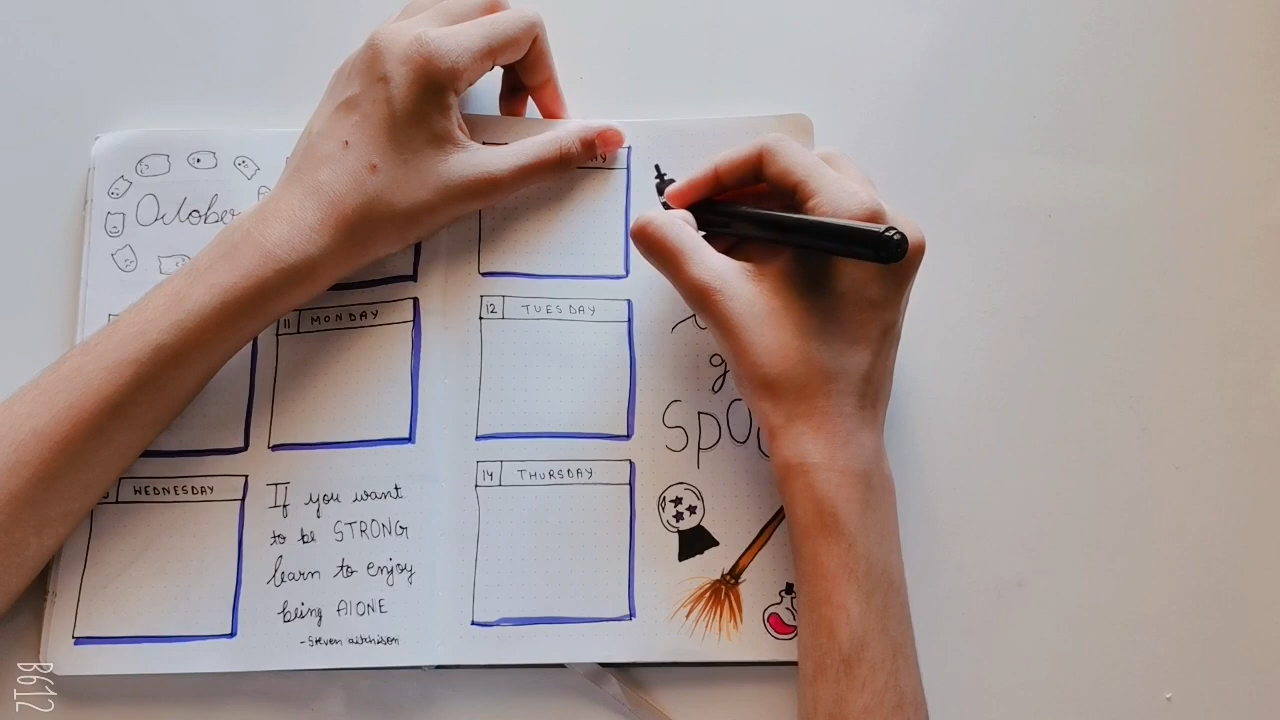 October
11 MONDAY
12 TUESDAY
WEDNESDAY
14 THURSDAY
If you want
to be STRONG
learn to enjoy
being AlONE
-Steven aitchison
B612